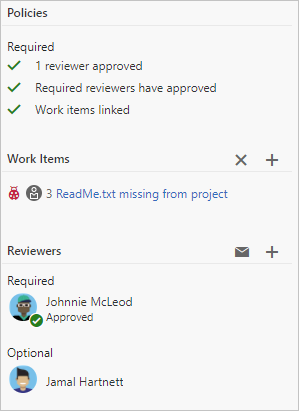 Policies
Required
1 reviewer approved
Required reviewers have approved
Work items linked
Work Items
3 ReadMe.txt missing from project
Reviewers
Required
Johnnie McLeod
Approved
Optional
Jamal Hartnett